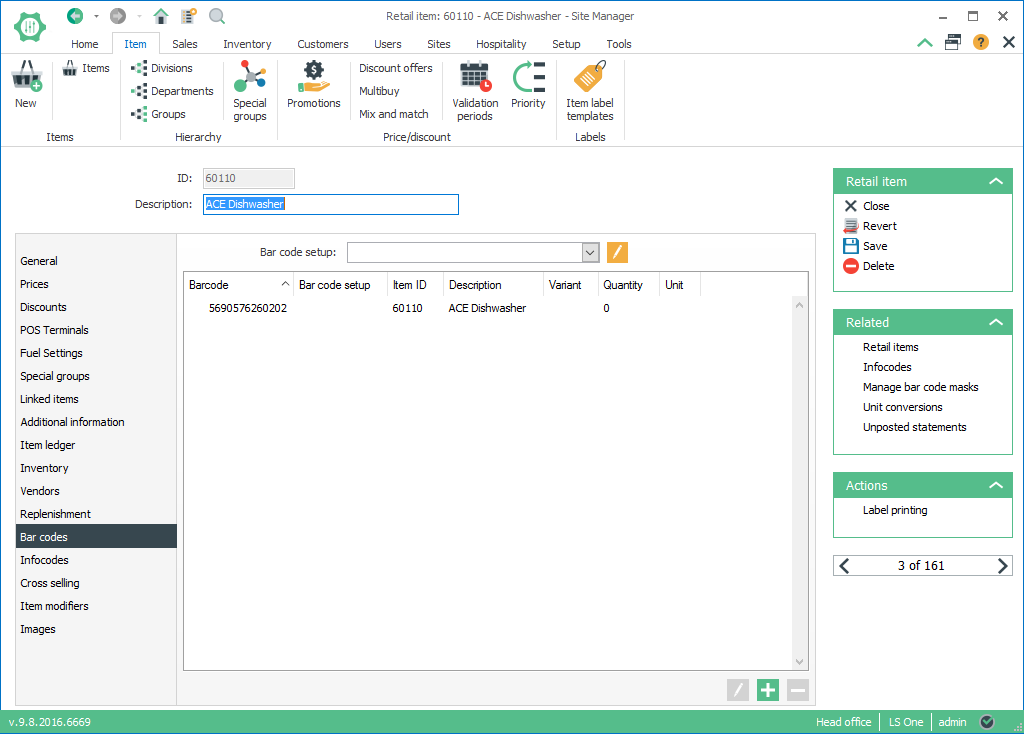 Retail item: 60110 - ACE Dishwasher - Site Manager
Home Item Sales Inventory Customers Users Sites Hospitality Setup Tools
New
Items
Items
Divisions
Departments
Groups
Special groups
Hierarchy
Promotions
Discount offers
Multibuy
Mix and match
Validation periods
Priority
Price/discount
Item label templates
Labels
ID: 60110
Description: ACE Dishwasher
General
Prices
Discounts
POS Terminals
Fuel Settings
Special groups
Linked items
Additional information
Item ledger
Inventory
Vendors
Replenishment
Bar codes
Infocodes
Cross selling
Item modifiers
Images
Bar code setup:
Barcode Bar code setup Item ID Description Variant Quantity Unit
5690576260202 60110 ACE Dishwasher 0
Retail item
Close
Revert
Save
Delete
Related
Retail items
Infocodes
Manage bar code masks
Unit conversions
Unposted statements
Actions
Label printing
3 of 161
v.9.8.2016.6669
Head office LS One admin